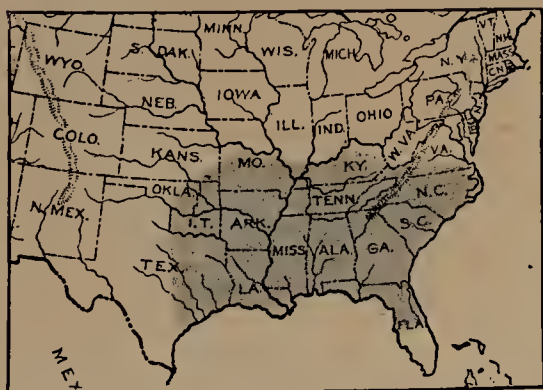 MINN.
VT.
N.H.
WYO.
S. DAK.
WIS.
MICH.
N.Y.
MASS
CN.
NEB.
IOWA
PA.
ILL.
IND.
OHIO
W. VA.
COLO.
KANS.
MO.
KY.
VA.
OKLA.
TENN.
N.C.
N. MEX.
I.T.
ARK.
S.C.
MISS.
ALA.
GA.
TEX.
LA.
FLA.
MEX